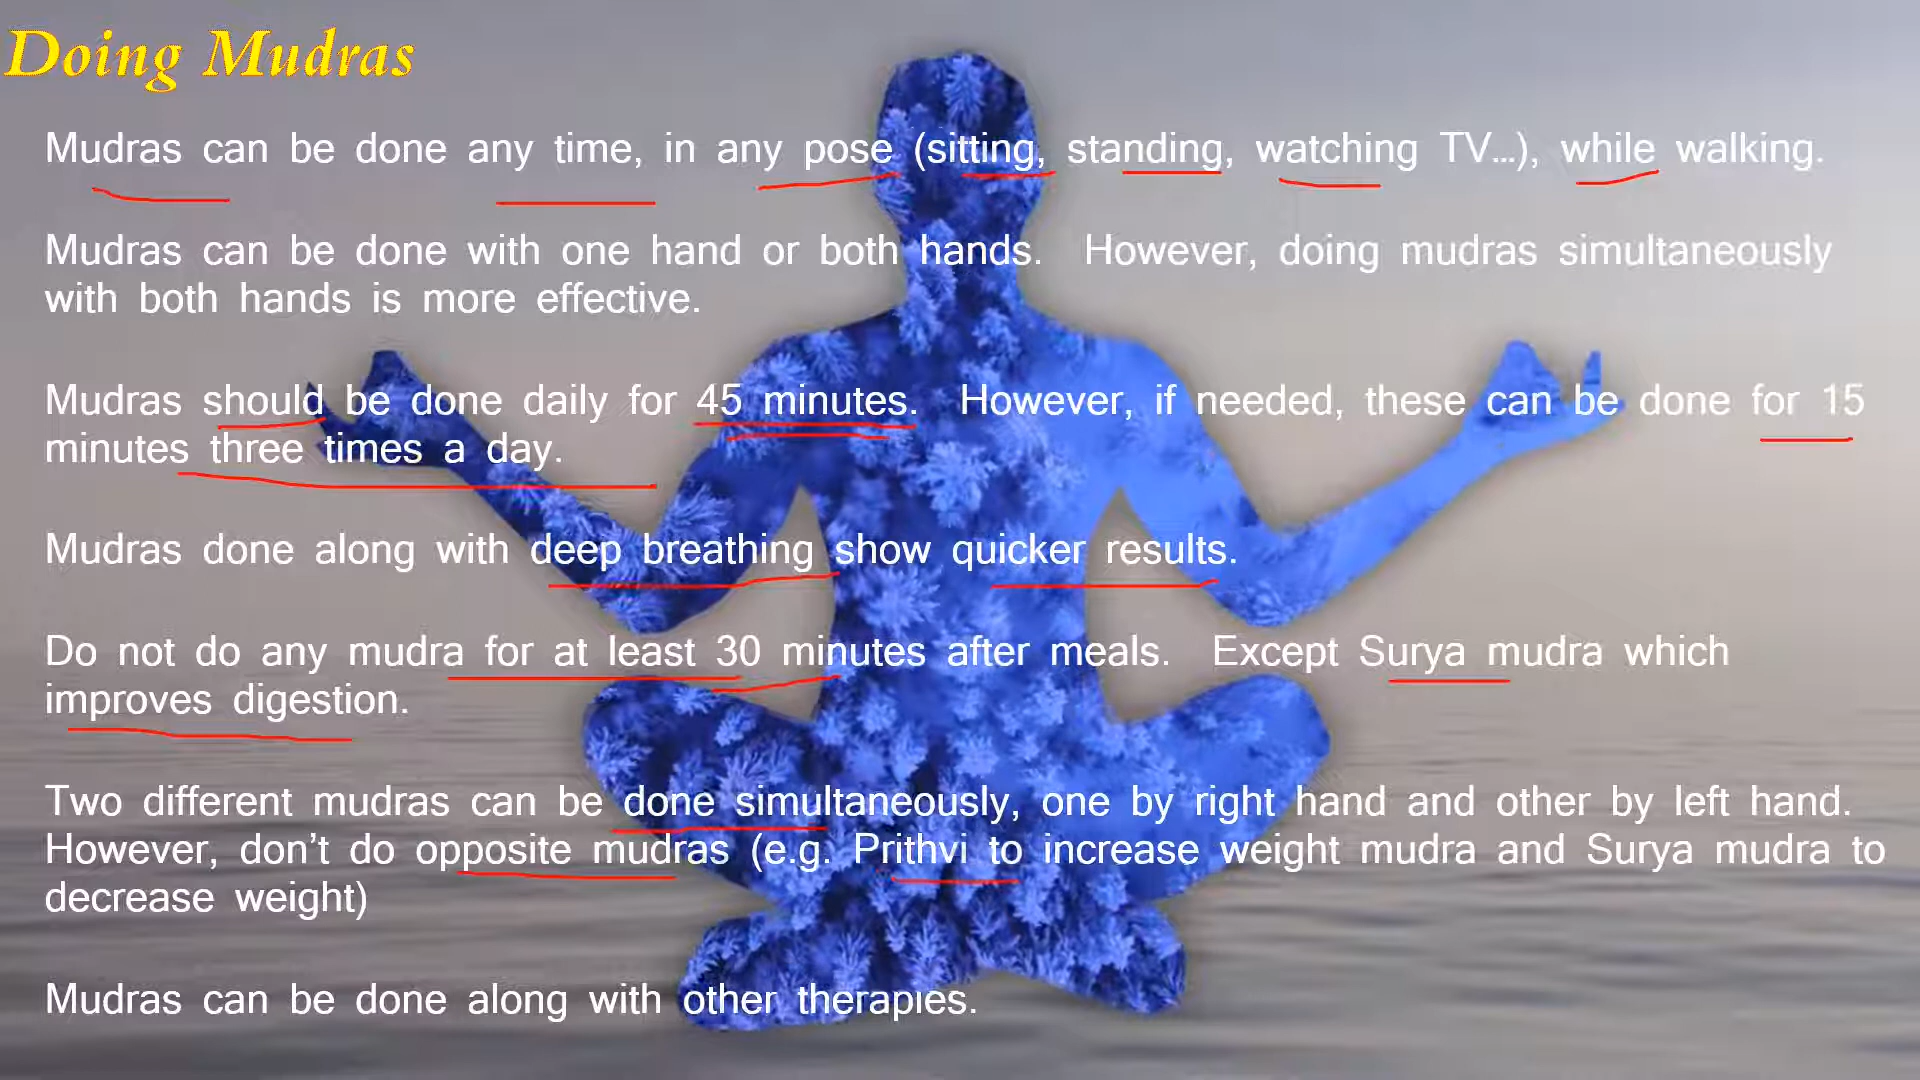 Doing Mudras
Mudras can be done any time, in any pose (sitting, standing, watching TV...), while walking.
Mudras can be done with one hand or both hands. However, doing mudras simultaneously
with both hands is more effective.
Mudras should be done daily for 45 minutes. However, if needed, these can be done for 15
minutes three times a day.
Mudras done along with deep breathing show quicker results.
Do not do any mudra for at least 30 minutes after meals. Except Surya mudra which
improves digestion.
Two different mudras can be done simultaneously, one by right hand and other by left hand.
However, don’t do opposite mudras (e.g. Prithvi to increase weight mudra and Surya mudra to
decrease weight)
Mudras can be done along with other therapies.